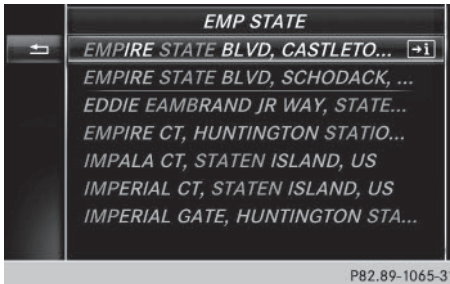 EMP STATE
EMPIRE STATE BLVD, CASTLETO...
EMPIRE STATE BLVD, SCHODACK, ...
EDDIE EAMBRAND JR WAY, STATE...
EMPIRE CT, HUNTINGTON STATIO...
IMPALA CT, STATEN ISLAND, US
IMPERIAL CT, STATEN ISLAND, US
IMPERIAL GATE, HUNTINGTON STA...
P82.89-1065-31